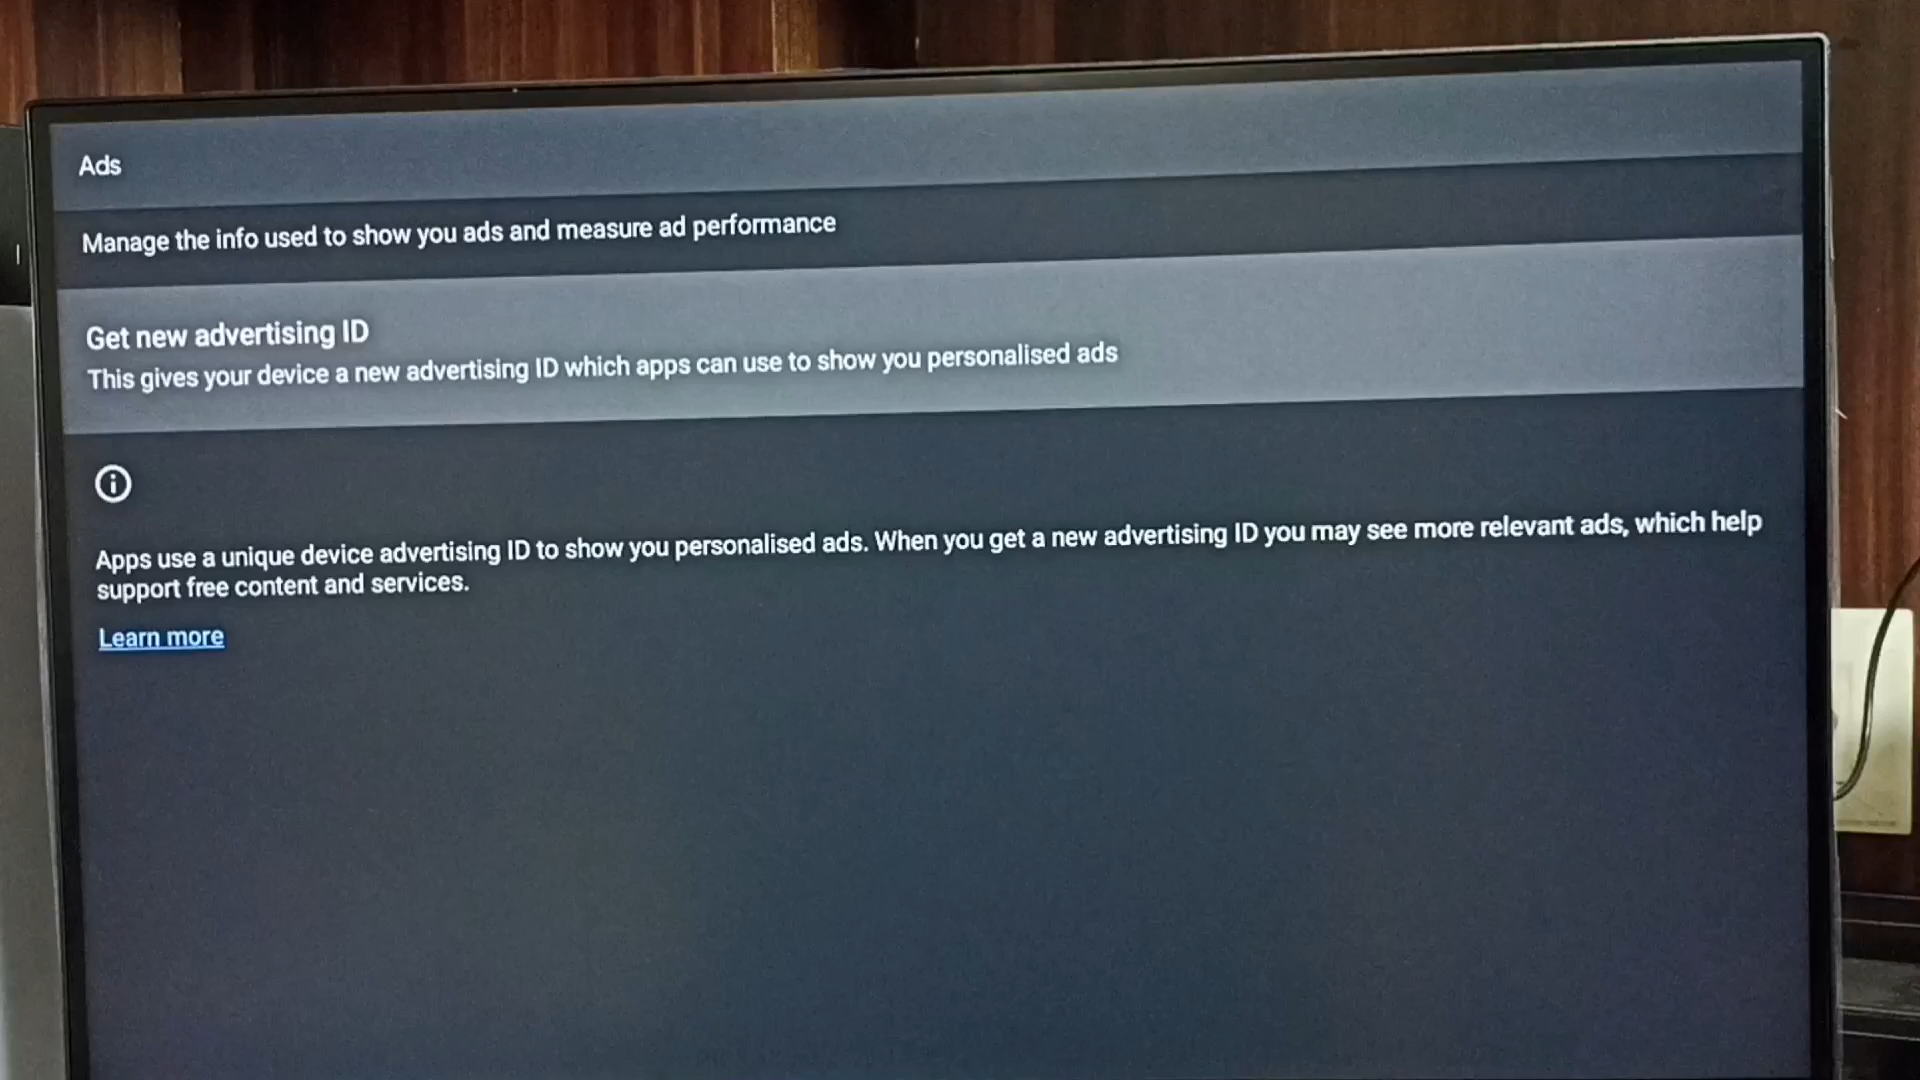 Ads
Manage the info used to show you ads and measure ad performance
Get new advertising ID
This gives your device a new advertising ID which apps can use to show you personalised ads
Apps use a unique device advertising ID to show you personalised ads. When you get a new advertising ID you may see more relevant ads, which help
support free content and services.
Learn more